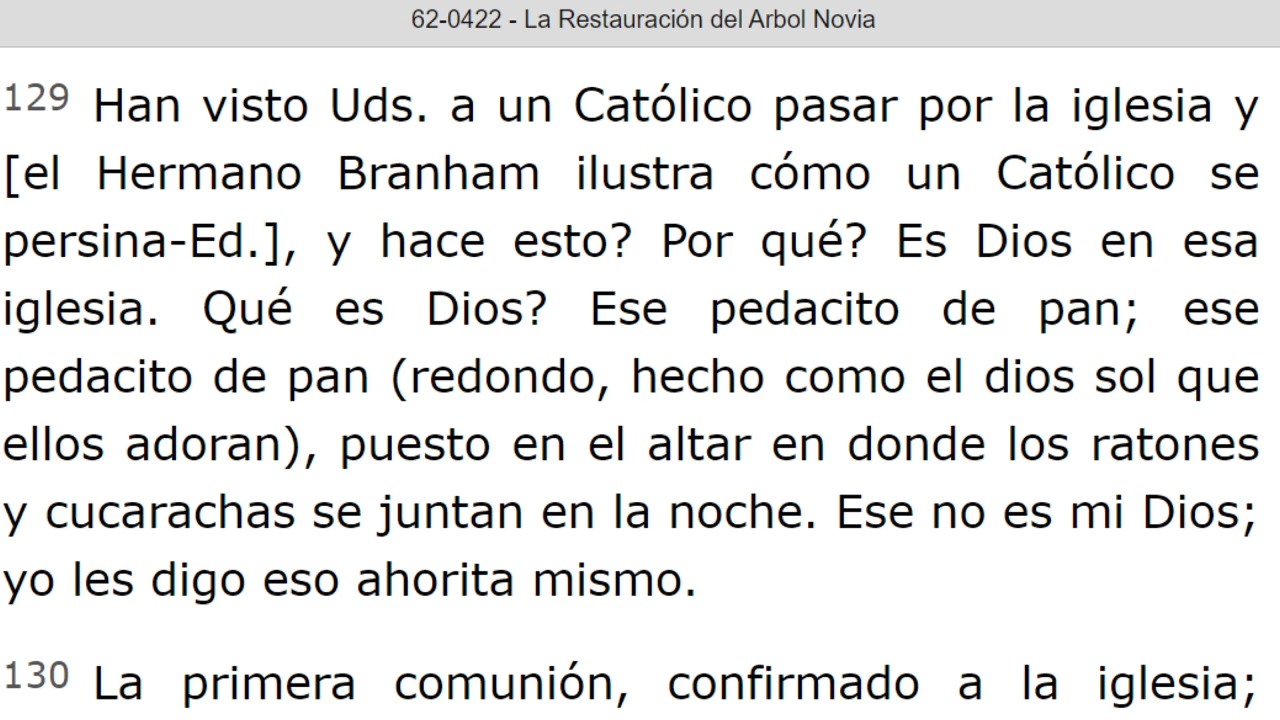 62-0422 - La Restauración del Arbol Novia
129 Han visto Uds. a un Católico pasar por la iglesia y
[el Hermano Branham ilustra cómo un Católico se
persina-Ed.], y hace esto? Por qué? Es Dios en esa
iglesia. Qué es Dios? Ese pedacito de pan; ese
pedacito de pan (redondo, hecho como el dios sol que
ellos adoran), puesto en el altar en donde los ratones
y cucarachas se juntan en la noche. Ese no es mi Dios;
yo les digo eso ahorita mismo.
130 La primera comunión, confirmado a la iglesia;